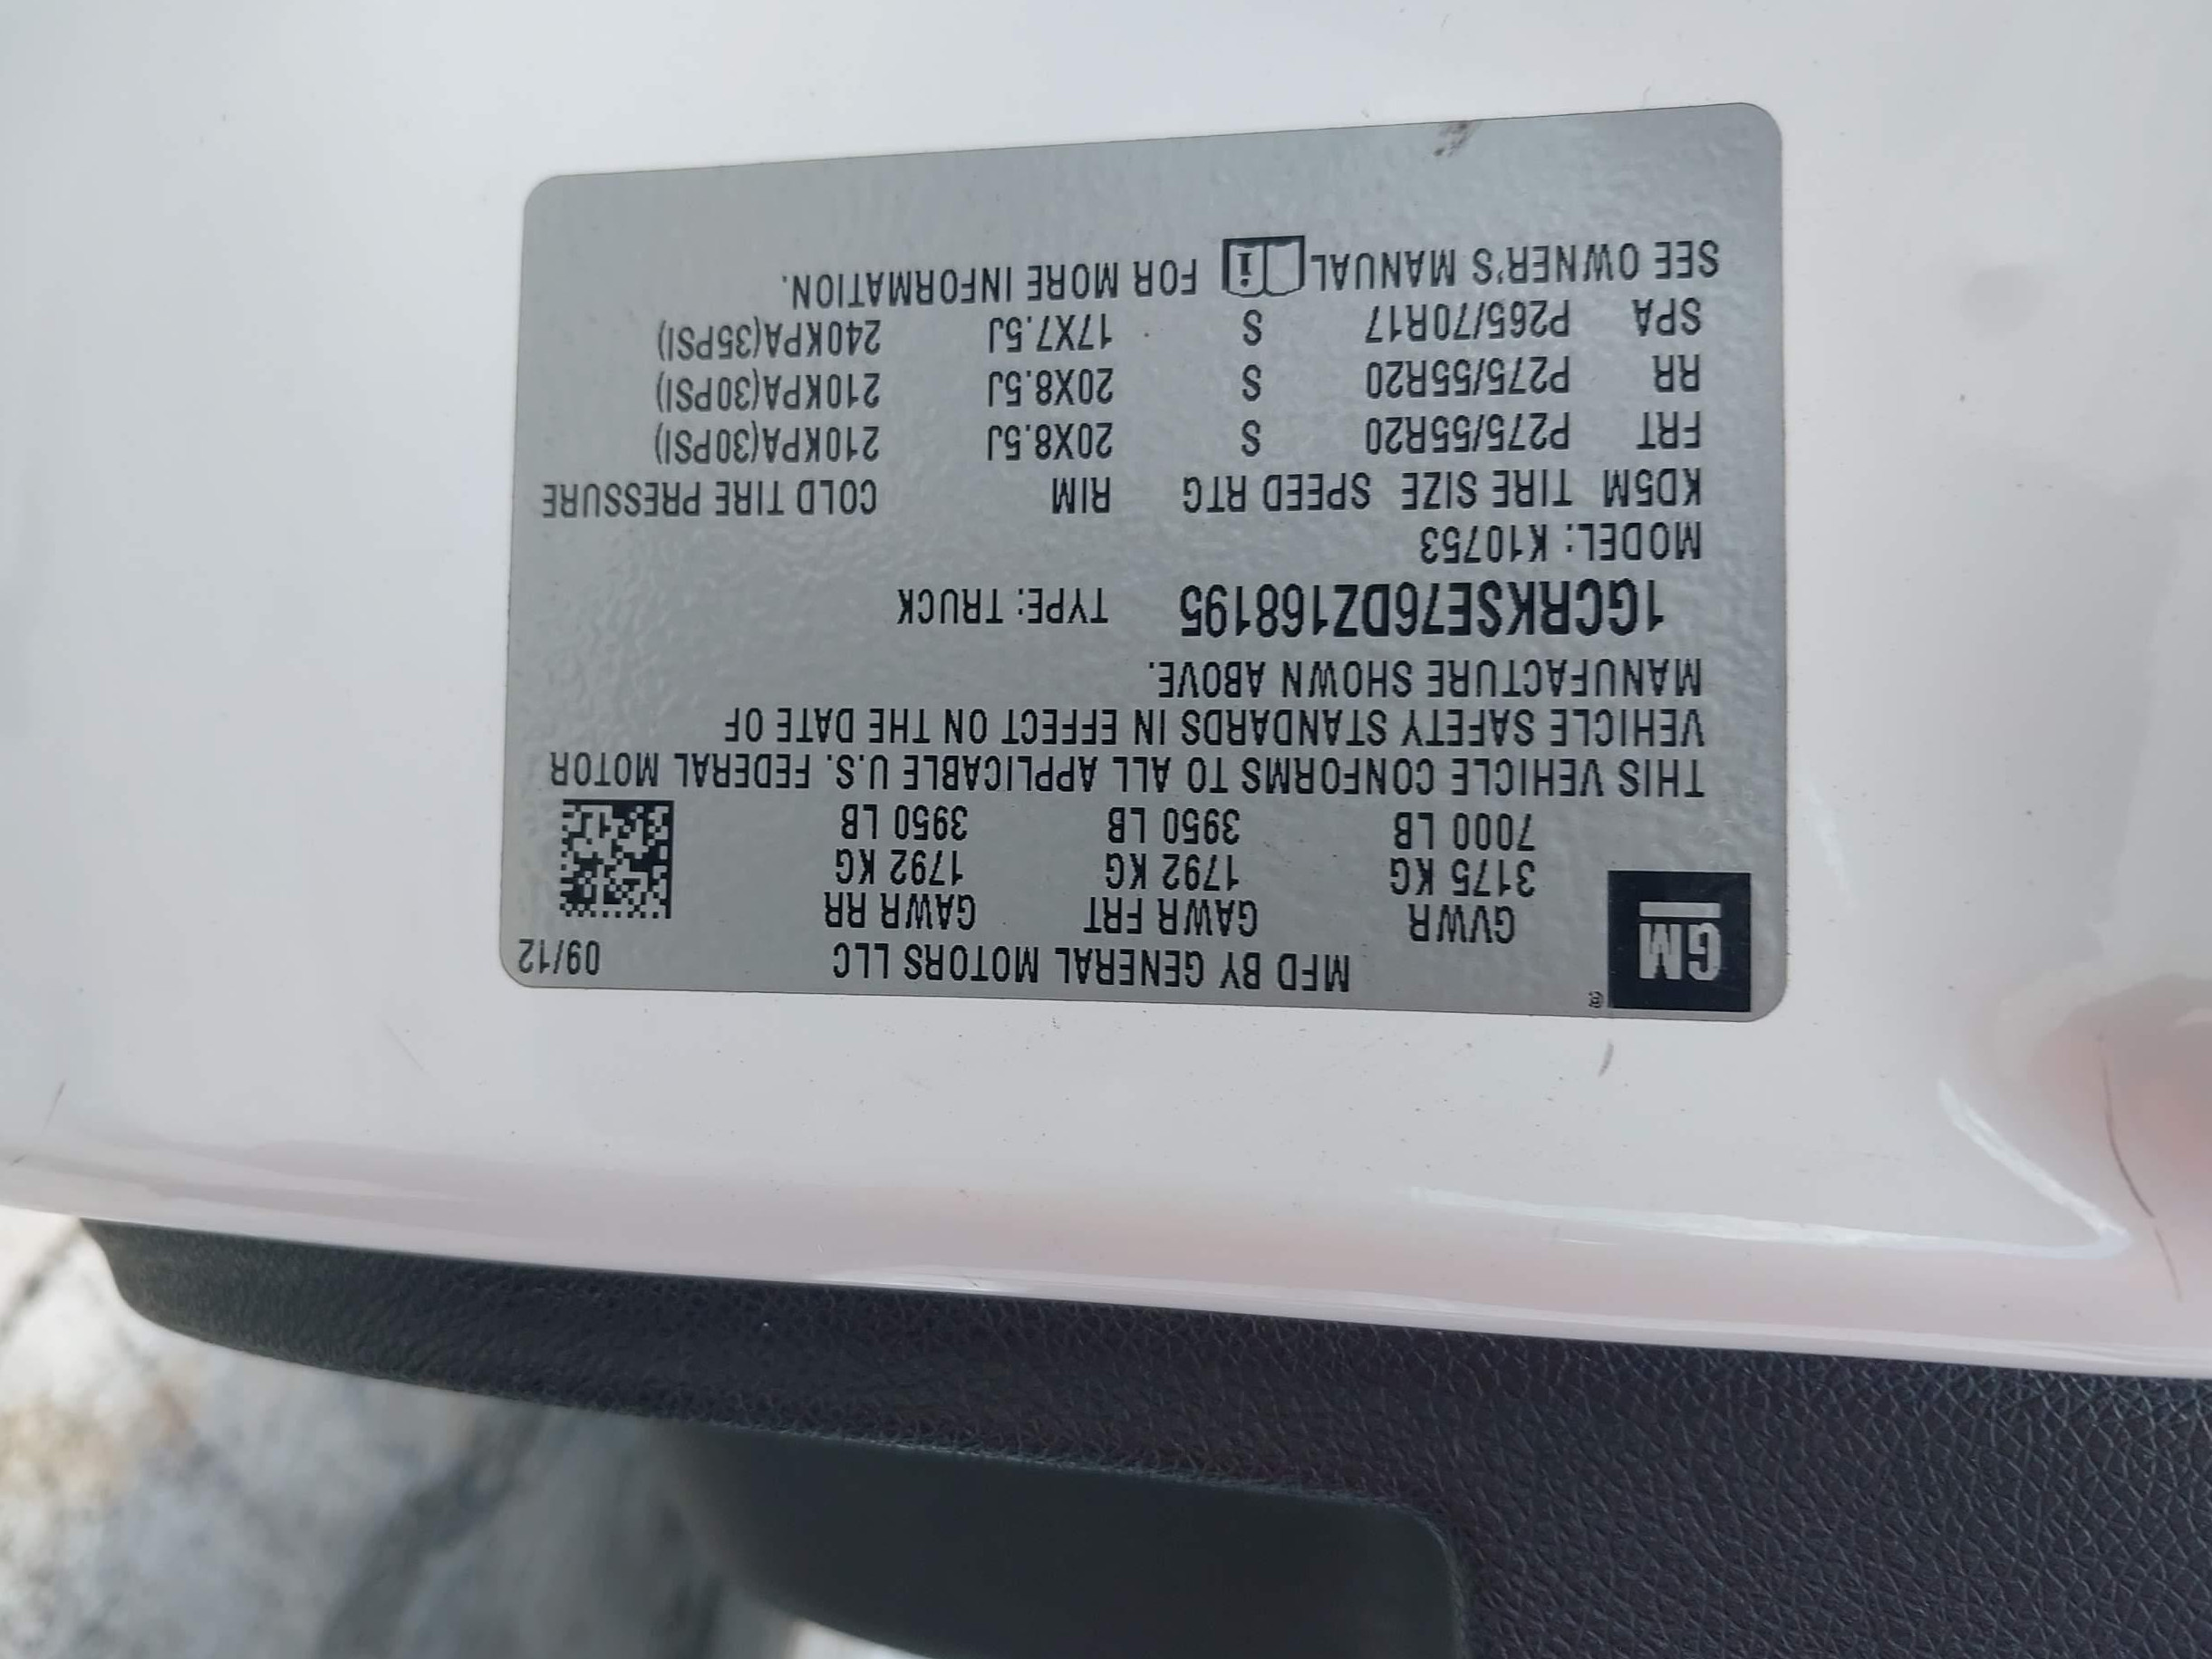 GM
®
MFD BY GENERAL MOTORS LLC 09/12
GVWR GAWR FRT GAWR RR
3175 KG 1792 KG 1792 KG
7000 LB 3950 LB 3950 LB
THIS VEHICLE CONFORMS TO ALL APPLICABLE U.S. FEDERAL MOTOR
VEHICLE SAFETY STANDARDS IN EFFECT ON THE DATE OF
MANUFACTURE SHOWN ABOVE.
1GCRKSE76DZ168195 TYPE: TRUCK
MODEL: K10753
KD5M TIRE SIZE SPEED RTG RIM COLD TIRE PRESSURE
FRT P275/55R20 S 20X8.5J 210KPA(30PSI)
RR P275/55R20 S 20X8.5J 210KPA(30PSI)
SPA P265/70R17 S 17X7.5J 240KPA(35PSI)
SEE OWNER'S MANUAL i FOR MORE INFORMATION.